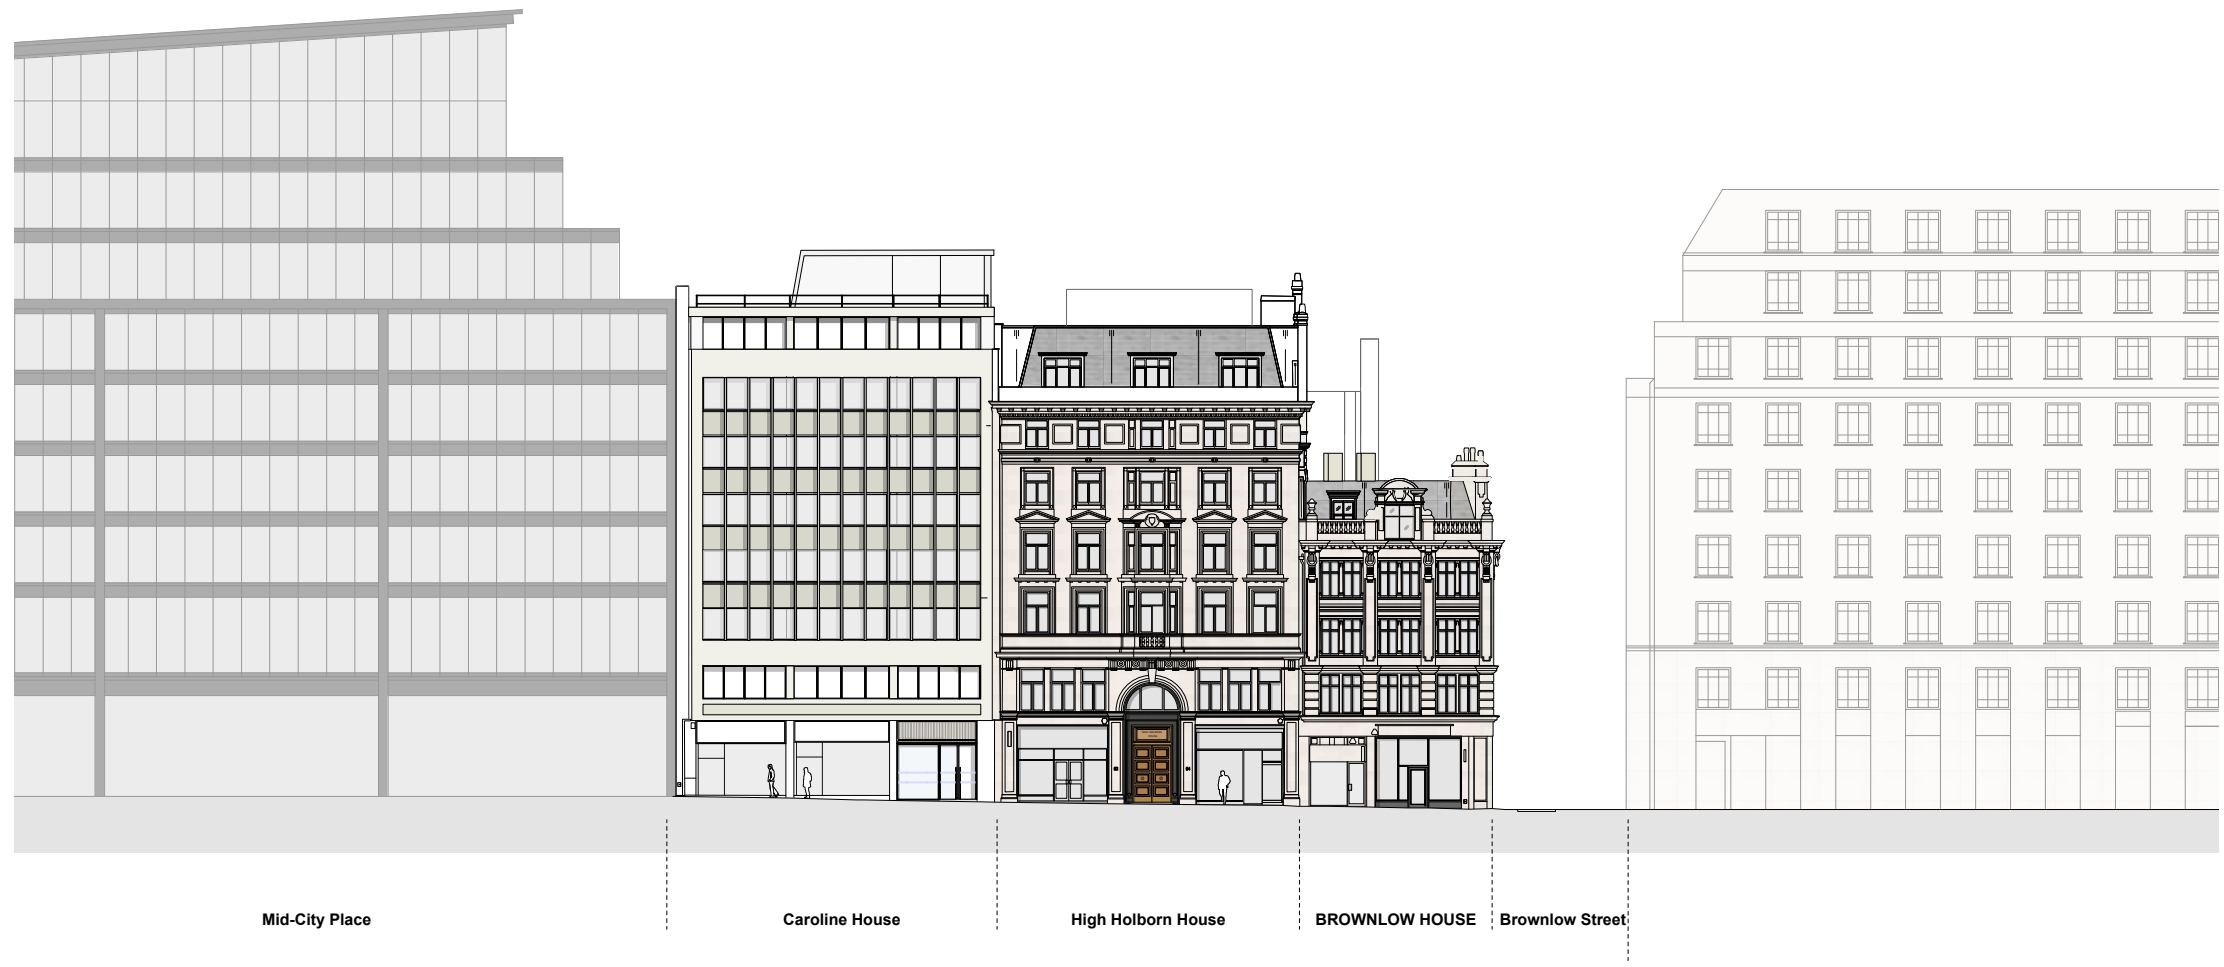 Mid-City Place
Caroline House
High Holborn House
BROWNLOW HOUSE
Brownlow Street